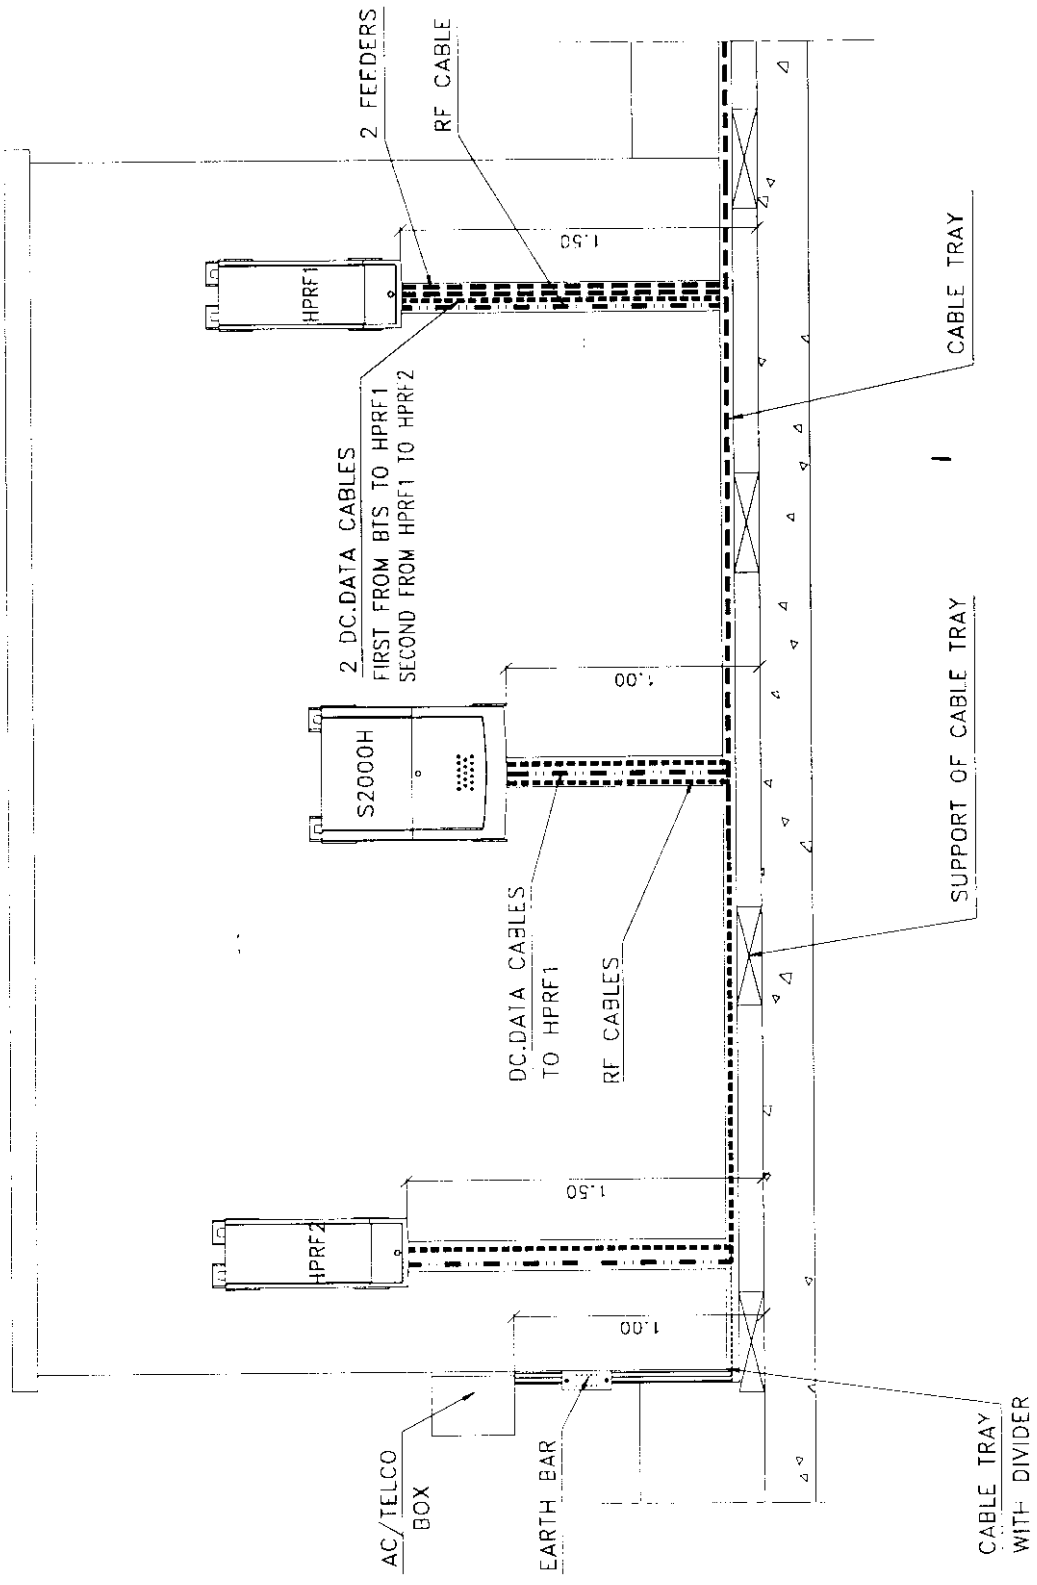 2 FEEDERS
RF CABLE
HPRF1
1.50
2 DC.DATA CABLES
FIRST FROM BTS TO HPRF1
SECOND FROM HPRF1 TO HPRF2
S2000H
1.00
DC.DATA CABLES
TO HPRF1
RF CABLES
HPRF2
1.50
1.00
AC/TELCO
BOX
EARTH BAR
CABLE TRAY
WITH DIVIDER
SUPPORT OF CABLE TRAY
CABLE TRAY